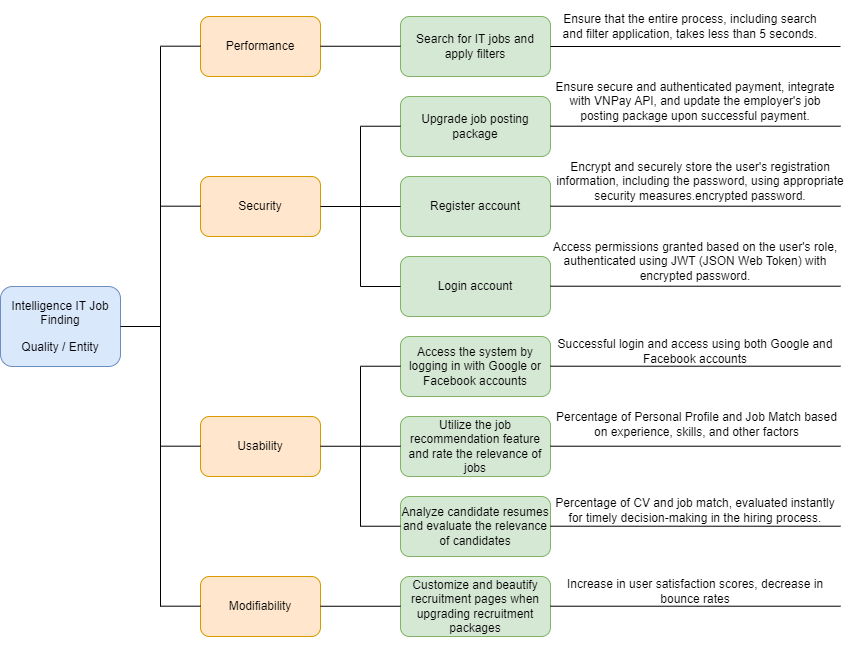 Performance
Search for IT jobs and
apply filters
Ensure that the entire process, including search
and filter application, takes less than 5 seconds.
Upgrade job posting
package
Ensure secure and authenticated payment, integrate
with VNPay API, and update the employer's job
posting package upon successful payment.
Security
Register account
Encrypt and securely store the user's registration
information, including the password, using appropriate
security measures.encrypted password.
Login account
Access permissions granted based on the user's role,
authenticated using JWT (JSON Web Token) with
encrypted password.
Intelligence IT Job
Finding
Quality / Entity
Access the system by
logging in with Google or
Facebook accounts
Successful login and access using both Google and
Facebook accounts
Usability
Utilize the job
recommendation feature
and rate the relevance of
jobs
Percentage of Personal Profile and Job Match based
on experience, skills, and other factors
Analyze candidate resumes
and evaluate the relevance
of candidates
Percentage of CV and job match, evaluated instantly
for timely decision-making in the hiring process.
Modifiability
Customize and beautify
recruitment pages when
upgrading recruitment
packages
Increase in user satisfaction scores, decrease in
bounce rates